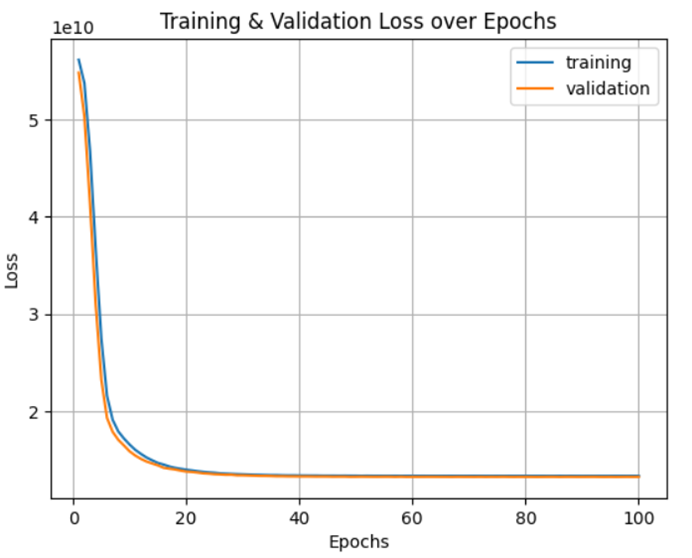 Training & Validation Loss over Epochs
1e10
training
validation
5
4
3
2
Loss
0 20 40 60 80 100
Epochs